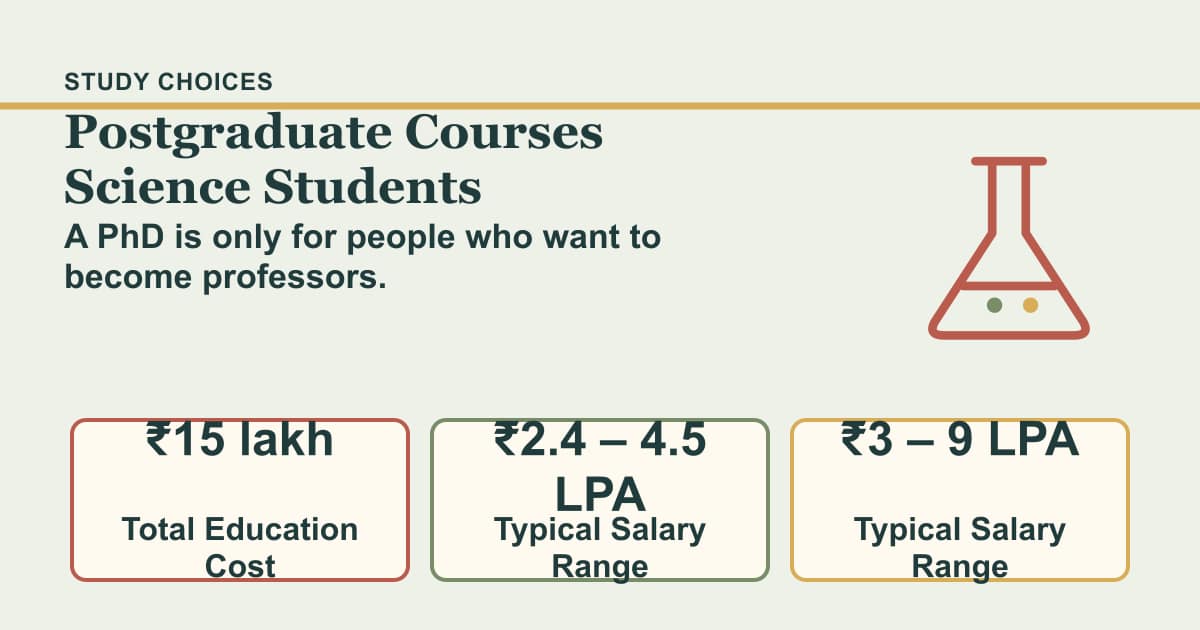 STUDY CHOICES
Postgraduate Courses
Science Students
A PhD is only for people who want to
become professors.
₹15 lakh
Total Education
Cost
₹2.4 – 4.5
LPA
Typical Salary
Range
₹3 – 9 LPA
Typical Salary
Range